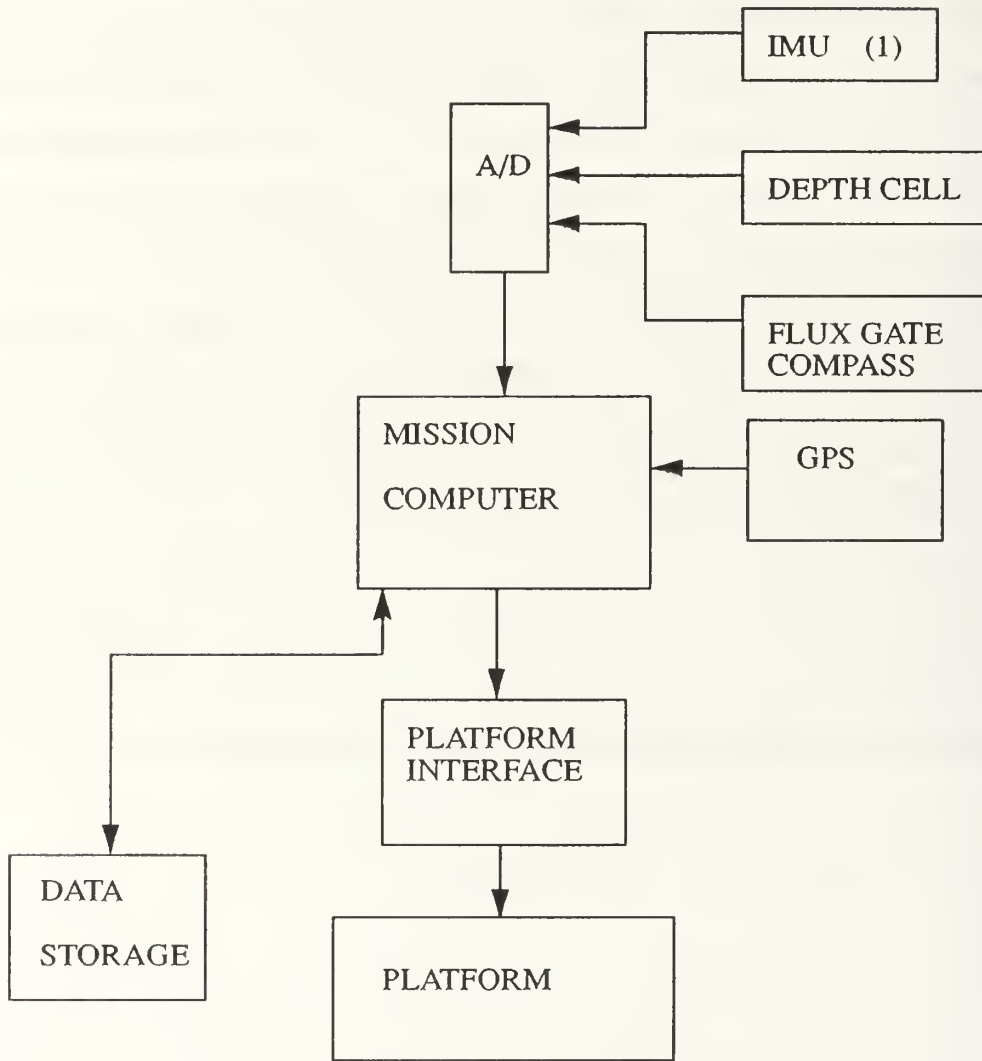 IMU (1)
A/D
DEPTH CELL
FLUX GATE
COMPASS
MISSION
COMPUTER
GPS
PLATFORM
INTERFACE
DATA
STORAGE
PLATFORM